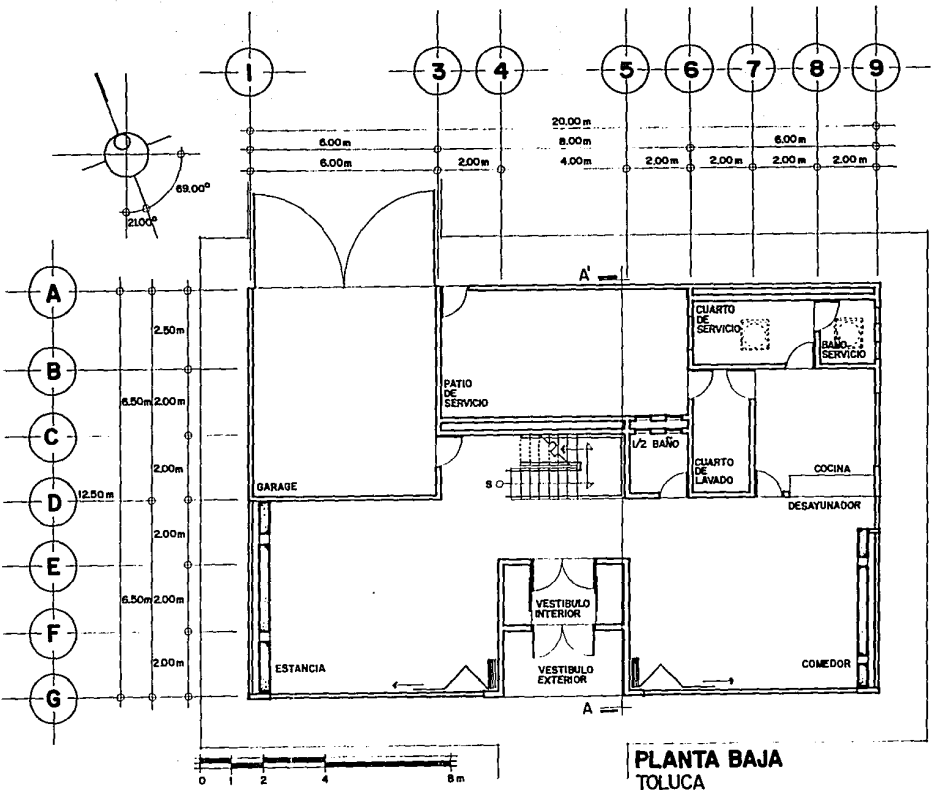 1 3 4 5 6 7 8 9
20.00 m
6.00 m 8.00 m 6.00 m
6.00 m 2.00 m 4.00 m 2.00 m 2.00 m 2.00 m 2.00 m
69.00°
21.00°
A
B
C
D
E
F
G
2.50 m
6.50 m 2.00 m
2.00 m
12.50 m
2.00 m
6.50 m 2.00 m
2.00 m
A'
CUARTO
DE
SERVICIO
BAÑO
SERVICIO
PATIO
DE
SERVICIO
1/2 BAÑO
CUARTO
DE
LAVADO
COCINA
GARAGE
S
DESAYUNADOR
VESTIBULO
INTERIOR
ESTANCIA
VESTIBULO
EXTERIOR
COMEDOR
A
0 1 2 4 8 m
PLANTA BAJA
TOLUCA